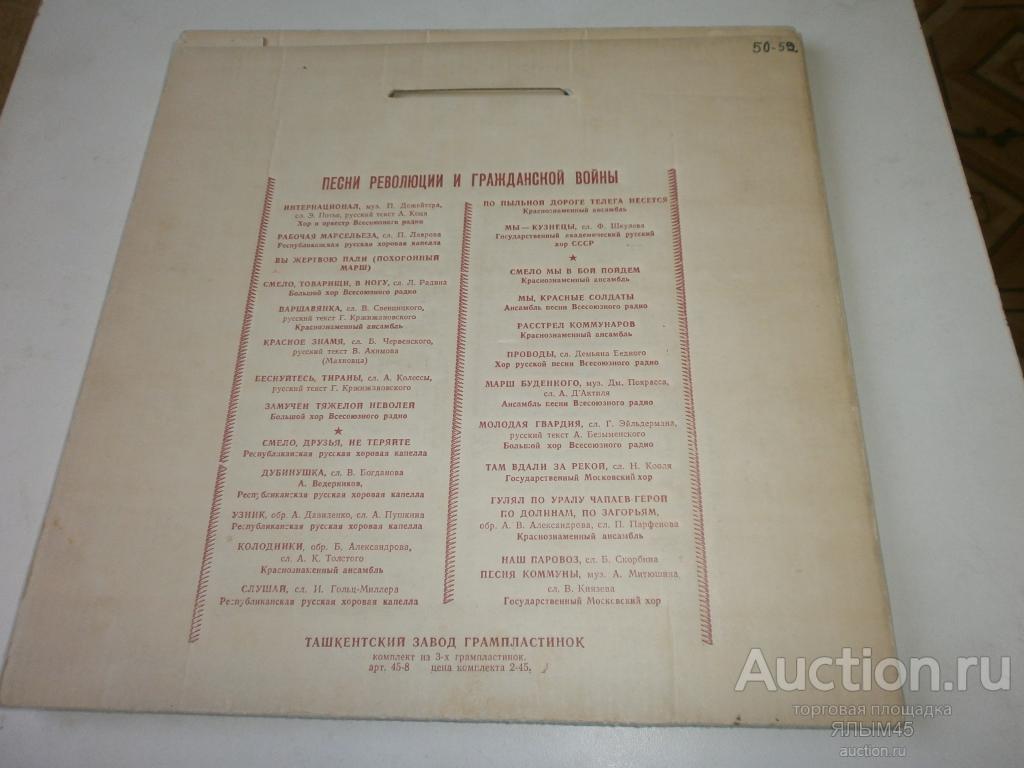 50-59.
ПЕСНИ РЕВОЛЮЦИИ И ГРАЖДАНСКОЙ ВОЙНЫ
ИНТЕРНАЦИОНАЛ, муз. П. Дежейтера,
сл. Э. Потье, русский текст А. Коца
Хор и оркестр Всесоюзного радио
РАБОЧАЯ МАРСЕЛЬЕЗА, сл. П. Лаврова
Республиканская русская хоровая капелла
ВЫ ЖЕРТВОЮ ПАЛИ (ПОХОРОННЫЙ
МАРШ)
СМЕЛО, ТОВАРИЩИ, В НОГУ, сл. Л. Радина
Большой хор Всесоюзного радио
ВАРШАВЯНКА, сл. В. Свенцицкого,
русский текст Г. Кржижановского
Краснознаменный ансамбль
КРАСНОЕ ЗНАМЯ, сл. Б. Червенского,
русский текст В. Акимова
(Махновца)
БЕСНУЙТЕСЬ, ТИРАНЫ, сл. А. Колессы,
русский текст Г. Кржижановского
ЗАМУЧЕН ТЯЖЕЛОЙ НЕВОЛЕЙ
Большой хор Всесоюзного радио
★
СМЕЛО, ДРУЗЬЯ, НЕ ТЕРЯЙТЕ
Республиканская русская хоровая капелла
ДУБИНУШКА, сл. В. Богданова
А. Ведерников,
Республиканская русская хоровая капелла
УЗНИК, обр. А. Давиденко, сл. А. Пушкина
Республиканская русская хоровая капелла
КОЛОДНИКИ, обр. Б. Александрова,
сл. А. К. Толстого
Краснознаменный ансамбль
СЛУШАЙ, сл. И. Гольц-Миллера
Республиканская русская хоровая капелла
ПО ПЫЛЬНОЙ ДОРОГЕ ТЕЛЕГА НЕСЕТСЯ
Краснознаменный ансамбль
МЫ — КУЗНЕЦЫ, сл. Ф. Шкулева
Государственный академический русский
хор СССР
★
СМЕЛО МЫ В БОЙ ПОЙДЕМ
Краснознаменный ансамбль
МЫ, КРАСНЫЕ СОЛДАТЫ
Ансамбль песни Всесоюзного радио
РАССТРЕЛ КОММУНАРОВ
Краснознаменный ансамбль
ПРОВОДЫ, сл. Демьяна Бедного
Хор русской песни Всесоюзного радио
МАРШ БУДЕННОГО, муз. Дм. Покрасса,
сл. А. Д'Актиля
Ансамбль песни Всесоюзного радио
МОЛОДАЯ ГВАРДИЯ, сл. Г. Эйльдермана,
русский текст А. Безыменского
Большой хор Всесоюзного радио
ТАМ ВДАЛИ ЗА РЕКОЙ, сл. Н. Кооля
Государственный Московский хор
ГУЛЯЛ ПО УРАЛУ ЧАПАЕВ-ГЕРОЙ
ПО ДОЛИНАМ, ПО ЗАГОРЬЯМ,
обр. А. В. Александрова, сл. П. Парфенова
Краснознаменный ансамбль
НАШ ПАРОВОЗ, сл. Б. Скорбина
ПЕСНЯ КОММУНЫ, муз. А. Митюшина,
сл. В. Князева
Государственный Московский хор
ТАШКЕНТСКИЙ ЗАВОД ГРАМПЛАСТИНОК
комплект из 3-х грампластинок.
арт. 45-8 цена комплекта 2-45.
Auction.ru
торговая площадка
ЯЛЫМ45
auction.ru